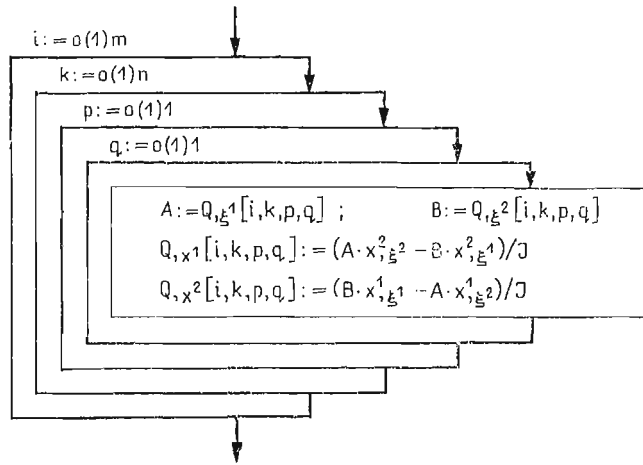 i:=o(1)m
k:=o(1)n
p:=o(1)1
q:=o(1)1
A:=Q,ξ¹[i,k,p,q] ; B:=Q,ξ²[i,k,p,q]
Q,x¹[i,k,p,q]:=(A·x²,ξ² −B·x²,ξ¹)/J
Q,x²[i,k,p,q]:=(B·x¹,ξ¹ −A·x¹,ξ²)/J